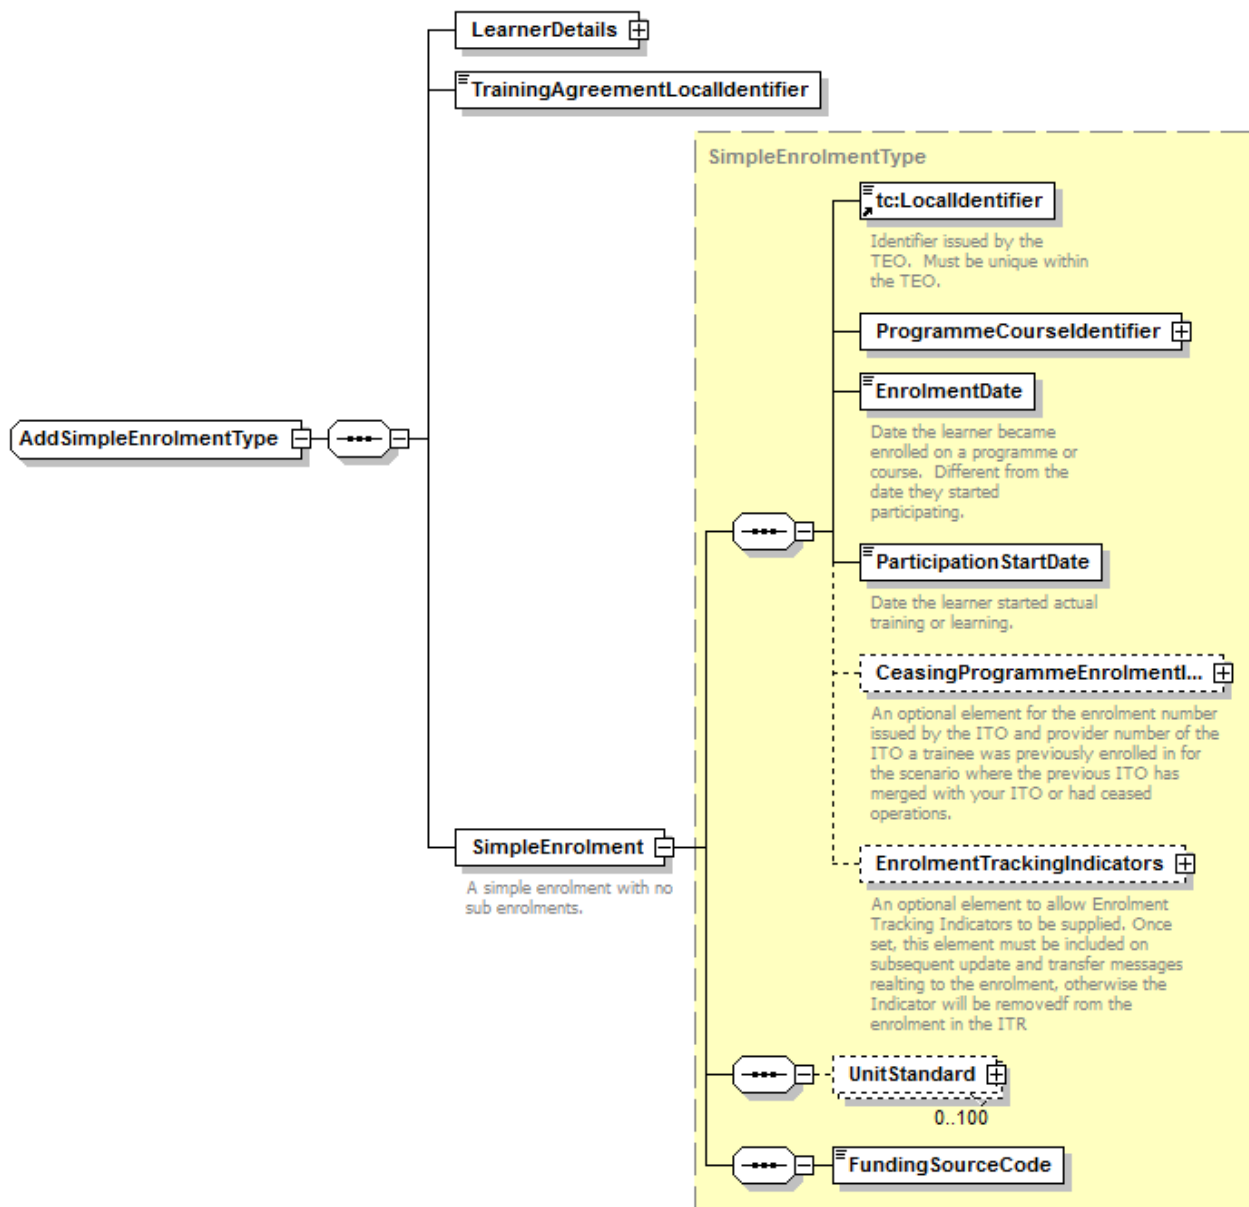 LearnerDetails
TrainingAgreementLocalIdentifier
SimpleEnrolmentType
tc:LocalIdentifier
Identifier issued by the
TEO.  Must be unique within
the TEO.
ProgrammeCourseIdentifier
EnrolmentDate
Date the learner became
enrolled on a programme or
course.  Different from the
date they started
participating.
AddSimpleEnrolmentType
ParticipationStartDate
Date the learner started actual
training or learning.
CeasingProgrammeEnrolmentI...
An optional element for the enrolment number
issued by the ITO and provider number of the
ITO a trainee was previously enrolled in for
the scenario where the previous ITO has
merged with your ITO or had ceased
operations.
SimpleEnrolment
A simple enrolment with no
sub enrolments.
EnrolmentTrackingIndicators
An optional element to allow Enrolment
Tracking Indicators to be supplied. Once
set, this element must be included on
subsequent update and transfer messages
realting to the enrolment, otherwise the
Indicator will be removedf rom the
enrolment in the ITR
UnitStandard
0..100
FundingSourceCode